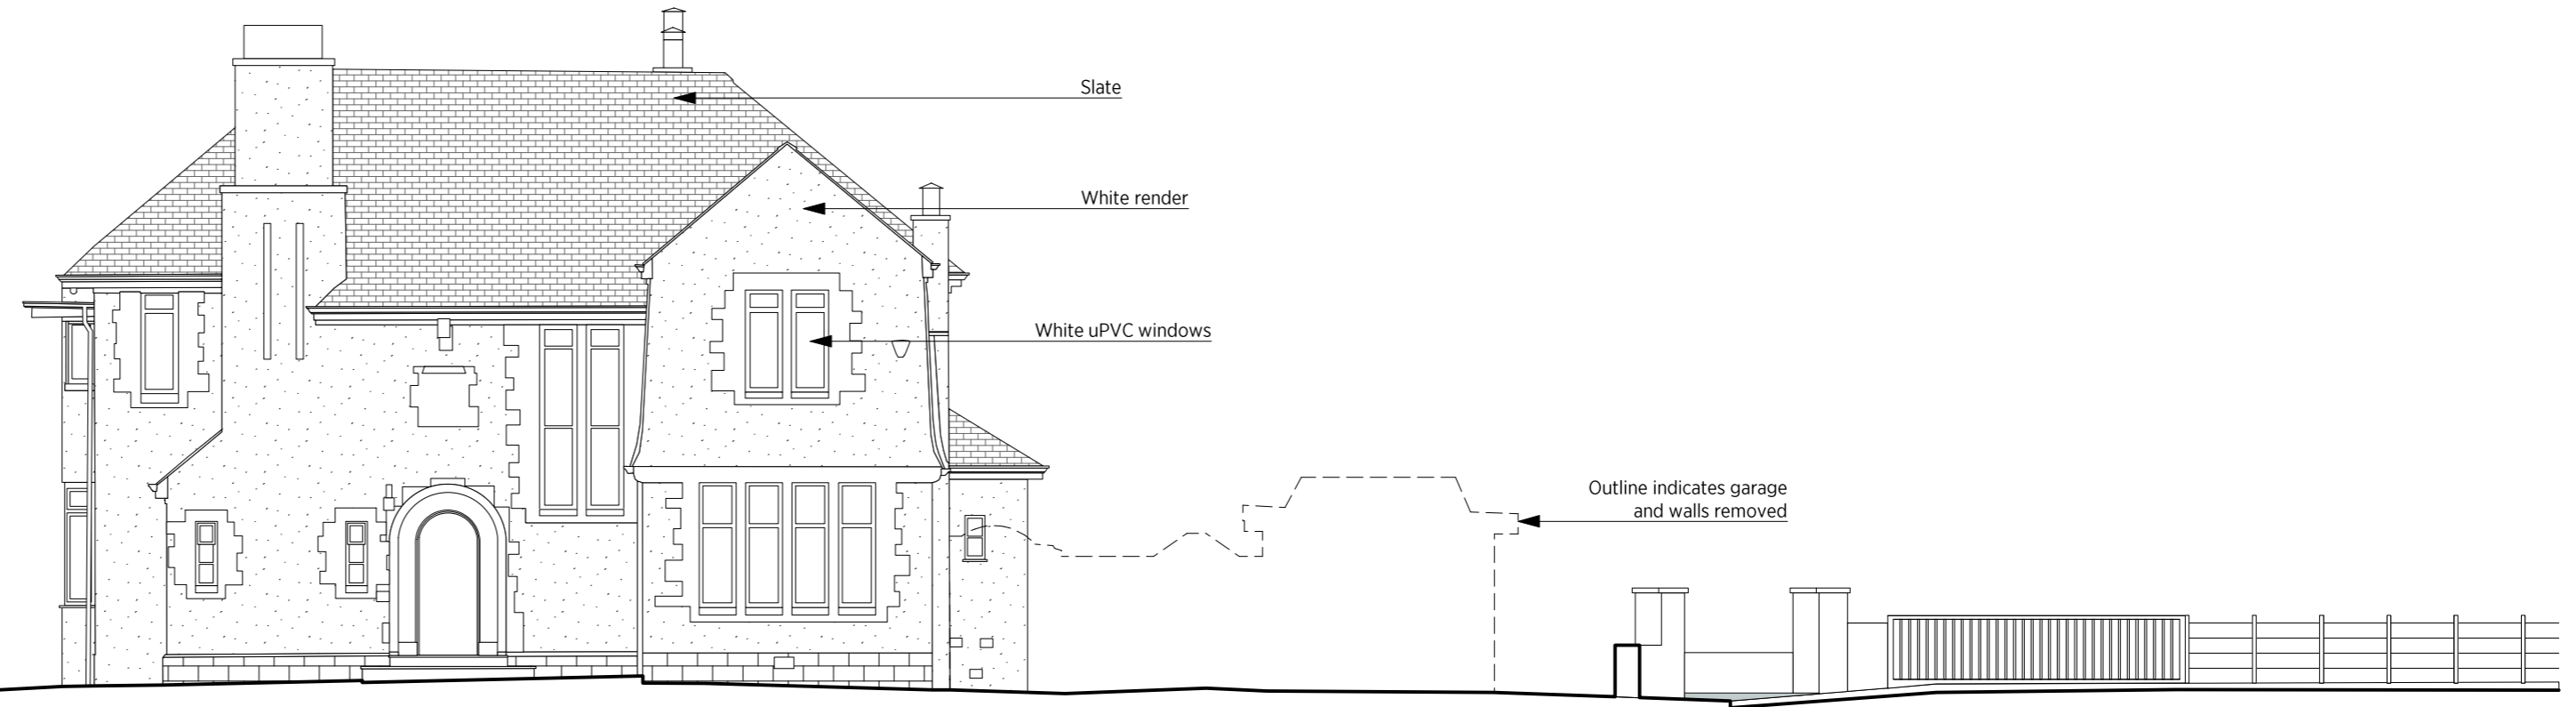 Slate
White render
White uPVC windows
Outline indicates garage
and walls removed